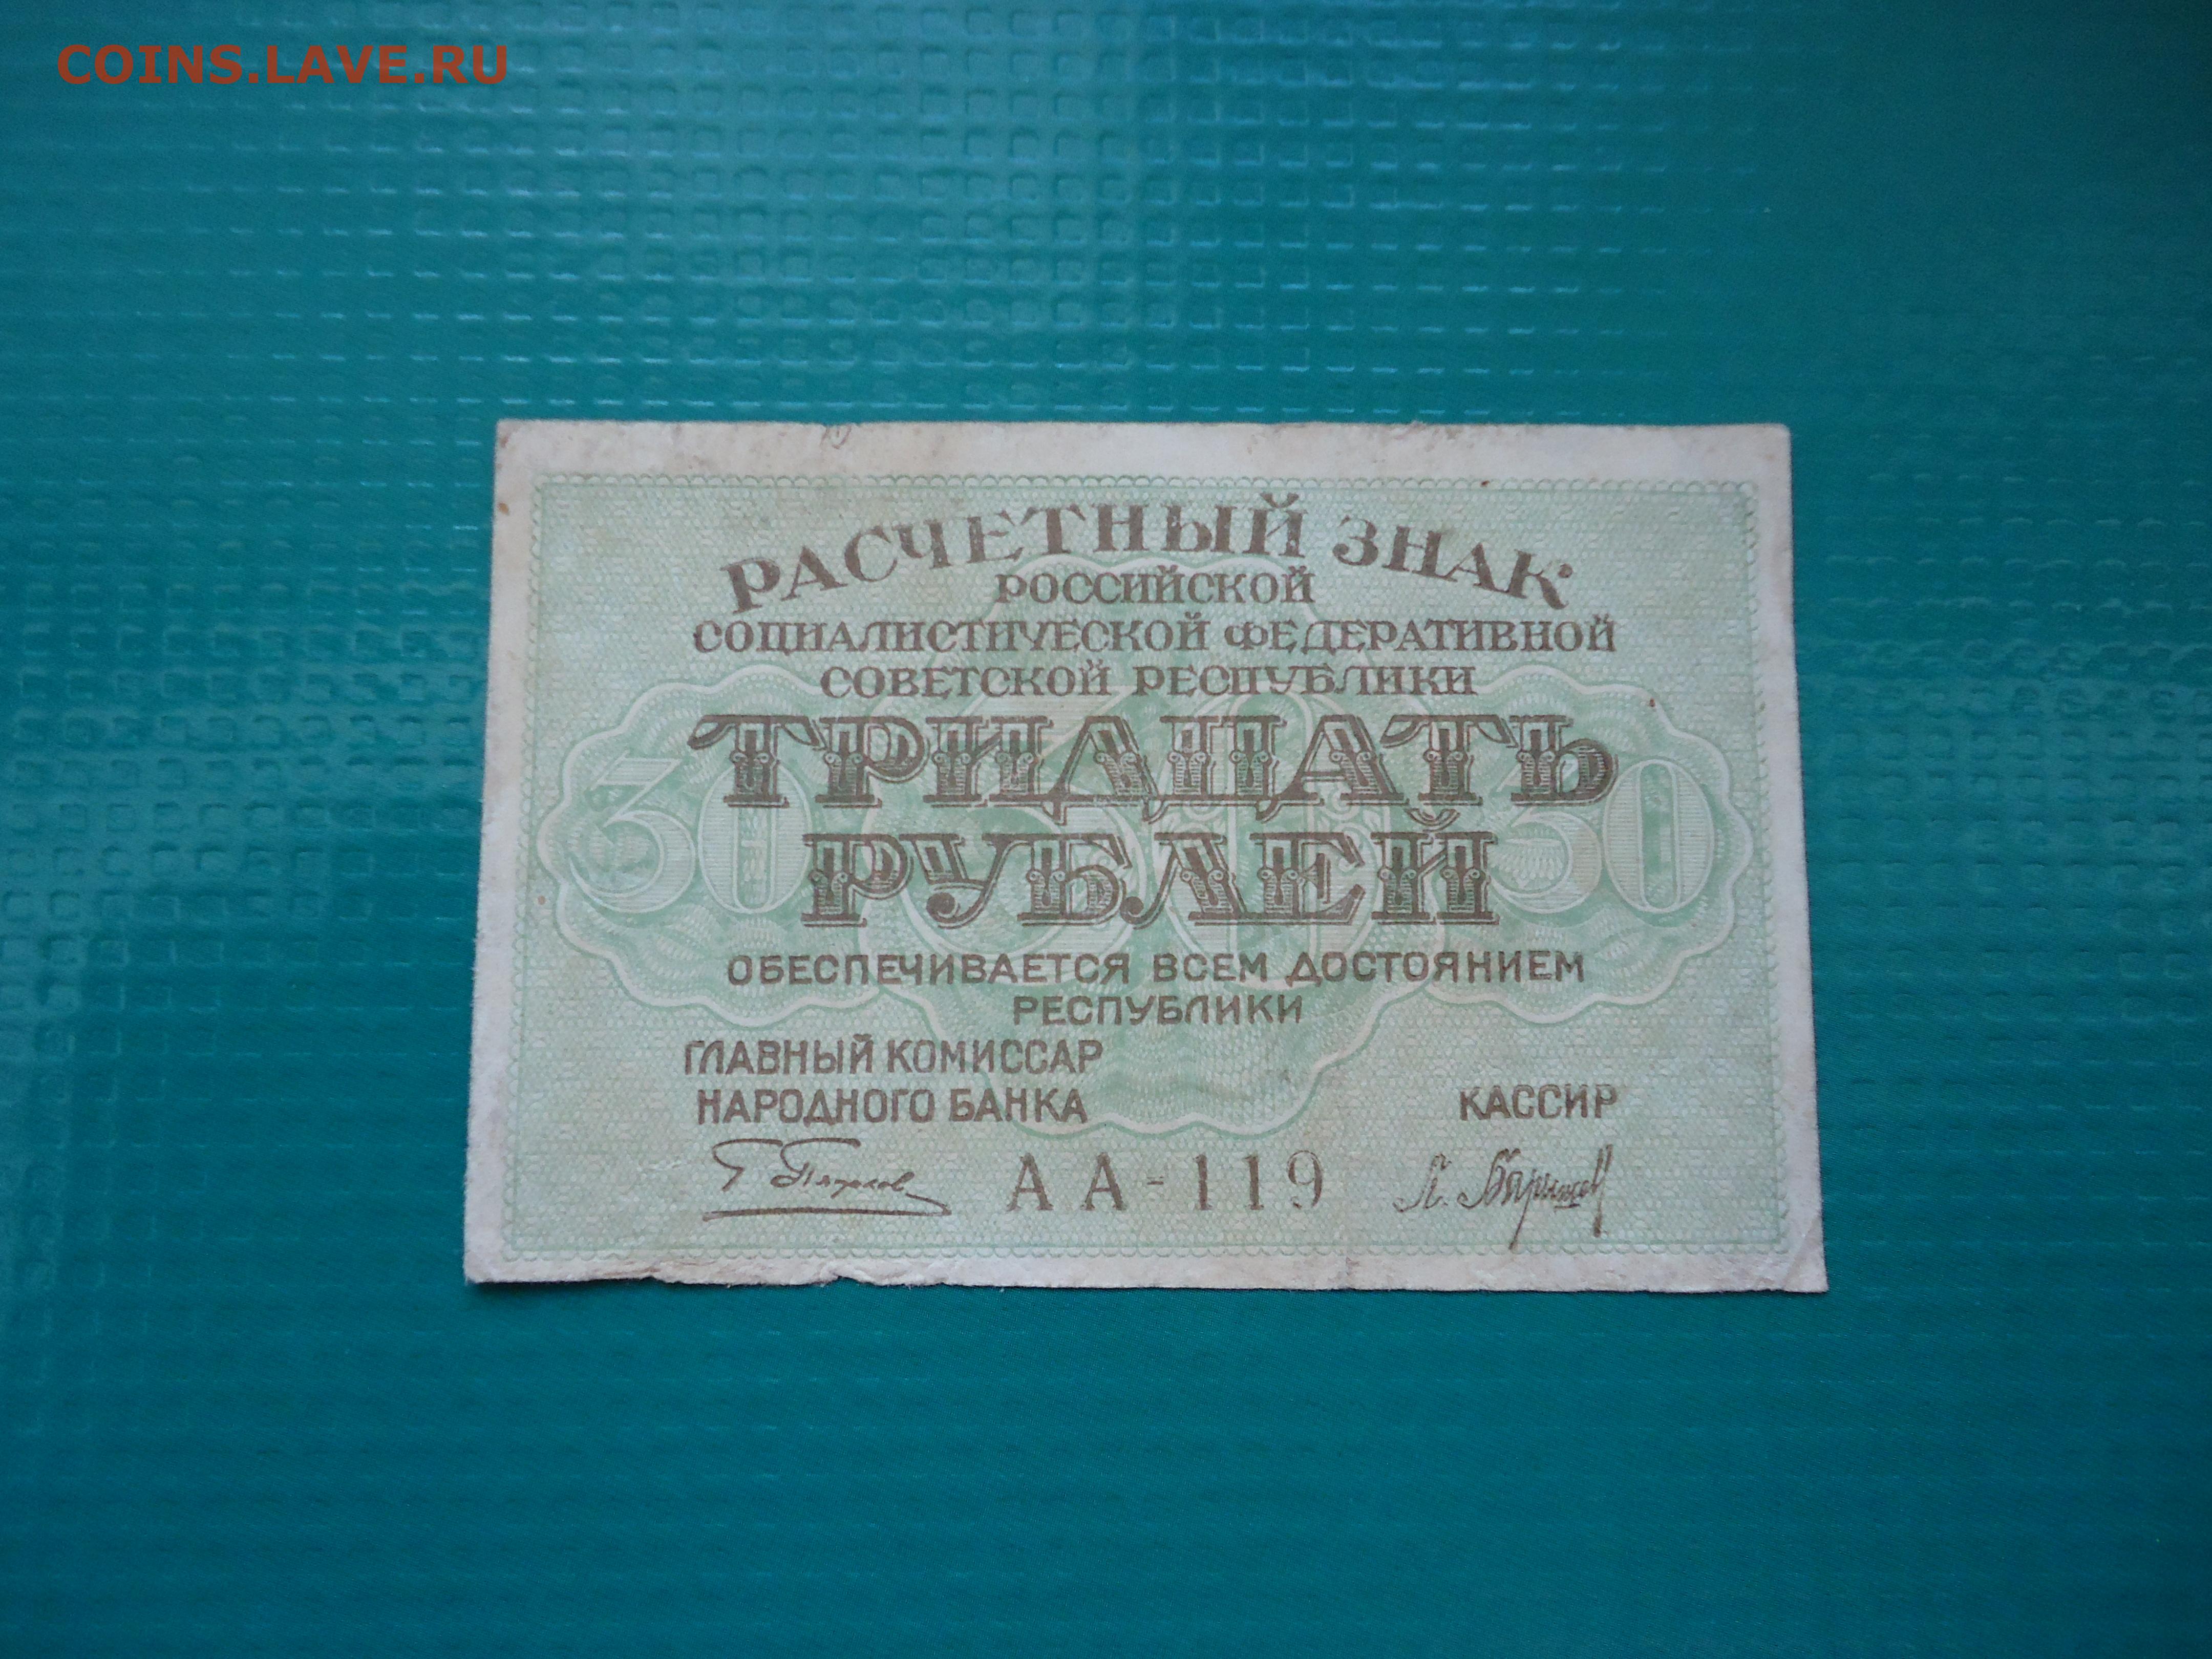 COINS.LAVE.RU
РАСЧЕТНЫЙ ЗНАК
РОССИЙСКОЙ
СОЦИАЛИСТИЧЕСКОЙ ФЕДЕРАТИВНОЙ
СОВЕТСКОЙ РЕСПУБЛИКИ
ТРИДЦАТЬ
30 30 30
РУБЛЕЙ
ОБЕСПЕЧИВАЕТСЯ ВСЕМ ДОСТОЯНИЕМ
РЕСПУБЛИКИ
ГЛАВНЫЙ КОМИССАР
НАРОДНОГО БАНКА КАССИР
АА-119